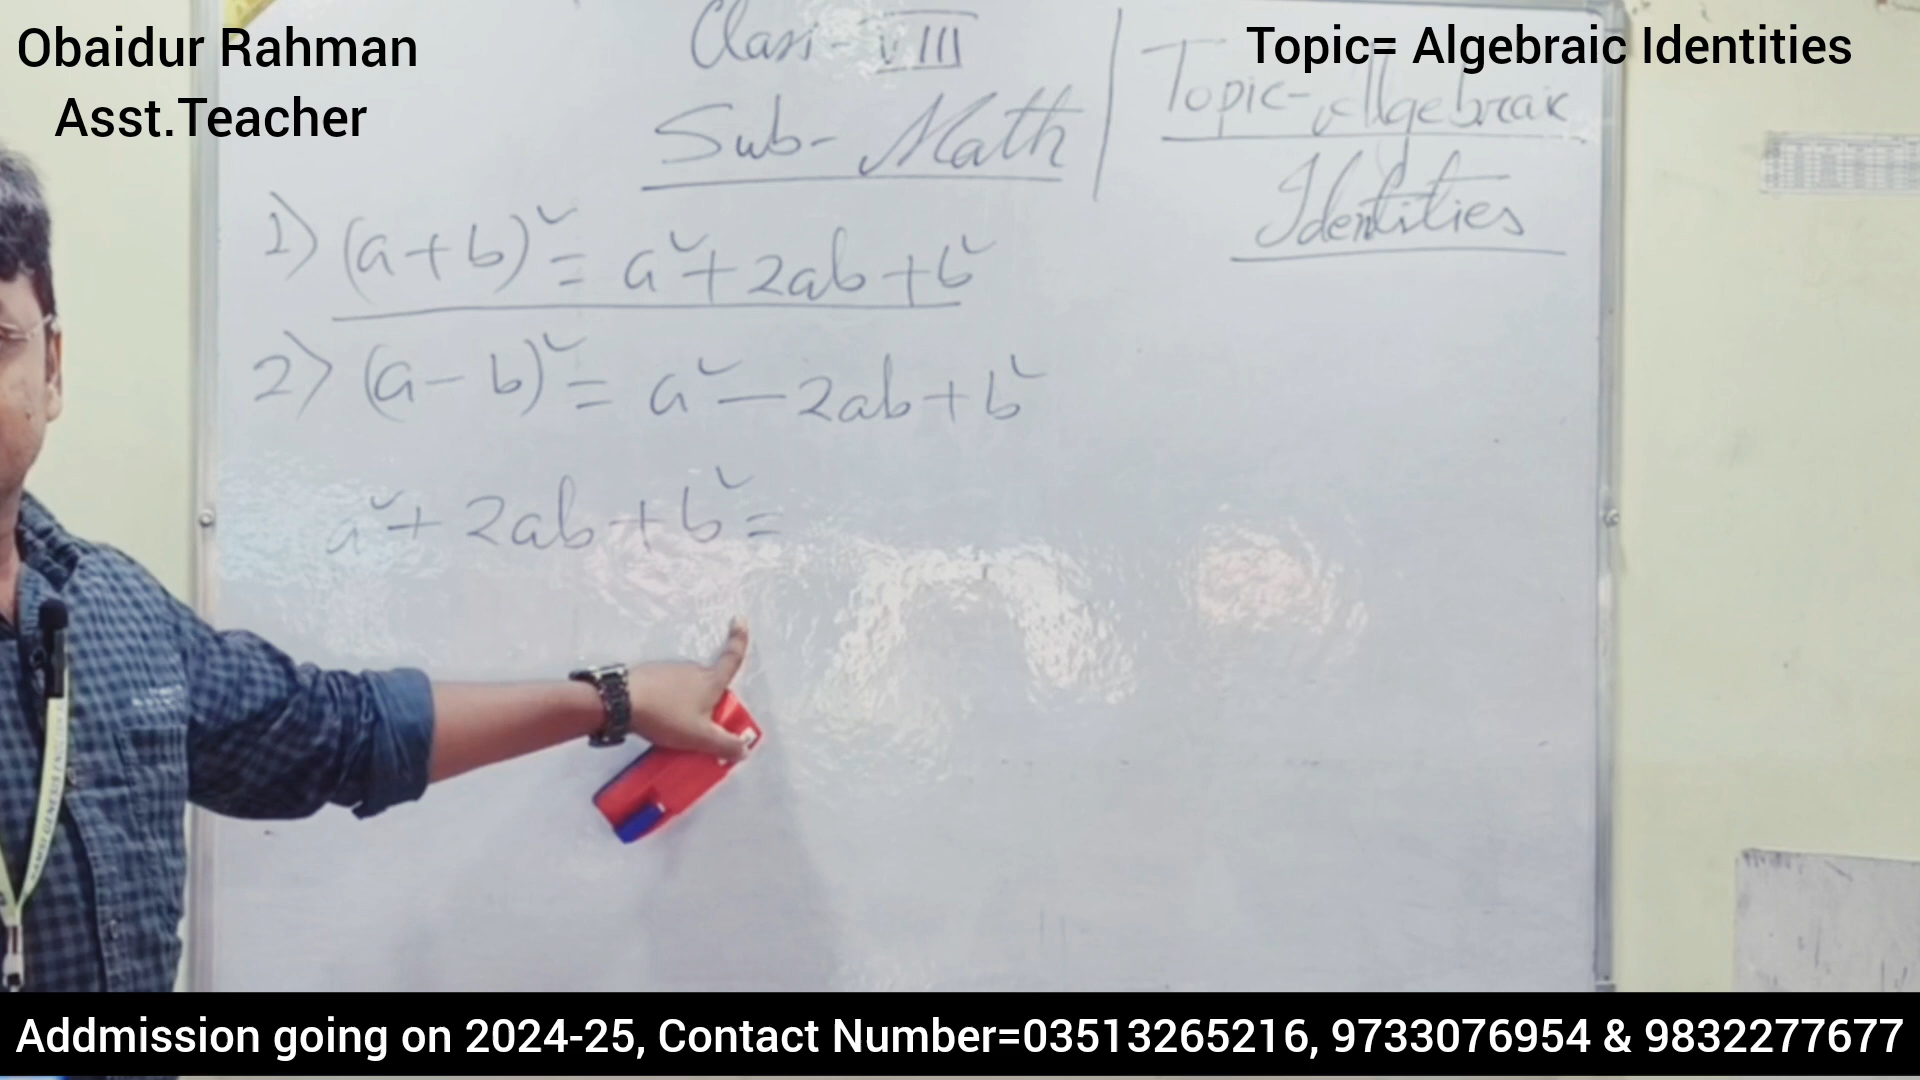 Obaidur Rahman
Asst.Teacher
Topic= Algebraic Identities
Class-VIII
Sub- Math
Topic- Algebraic
Identities
1) (a+b)² = a²+2ab+b²
2) (a-b)² = a²-2ab+b²
a²+2ab+b²=
Addmission going on 2024-25, Contact Number=03513265216, 9733076954 & 9832277677